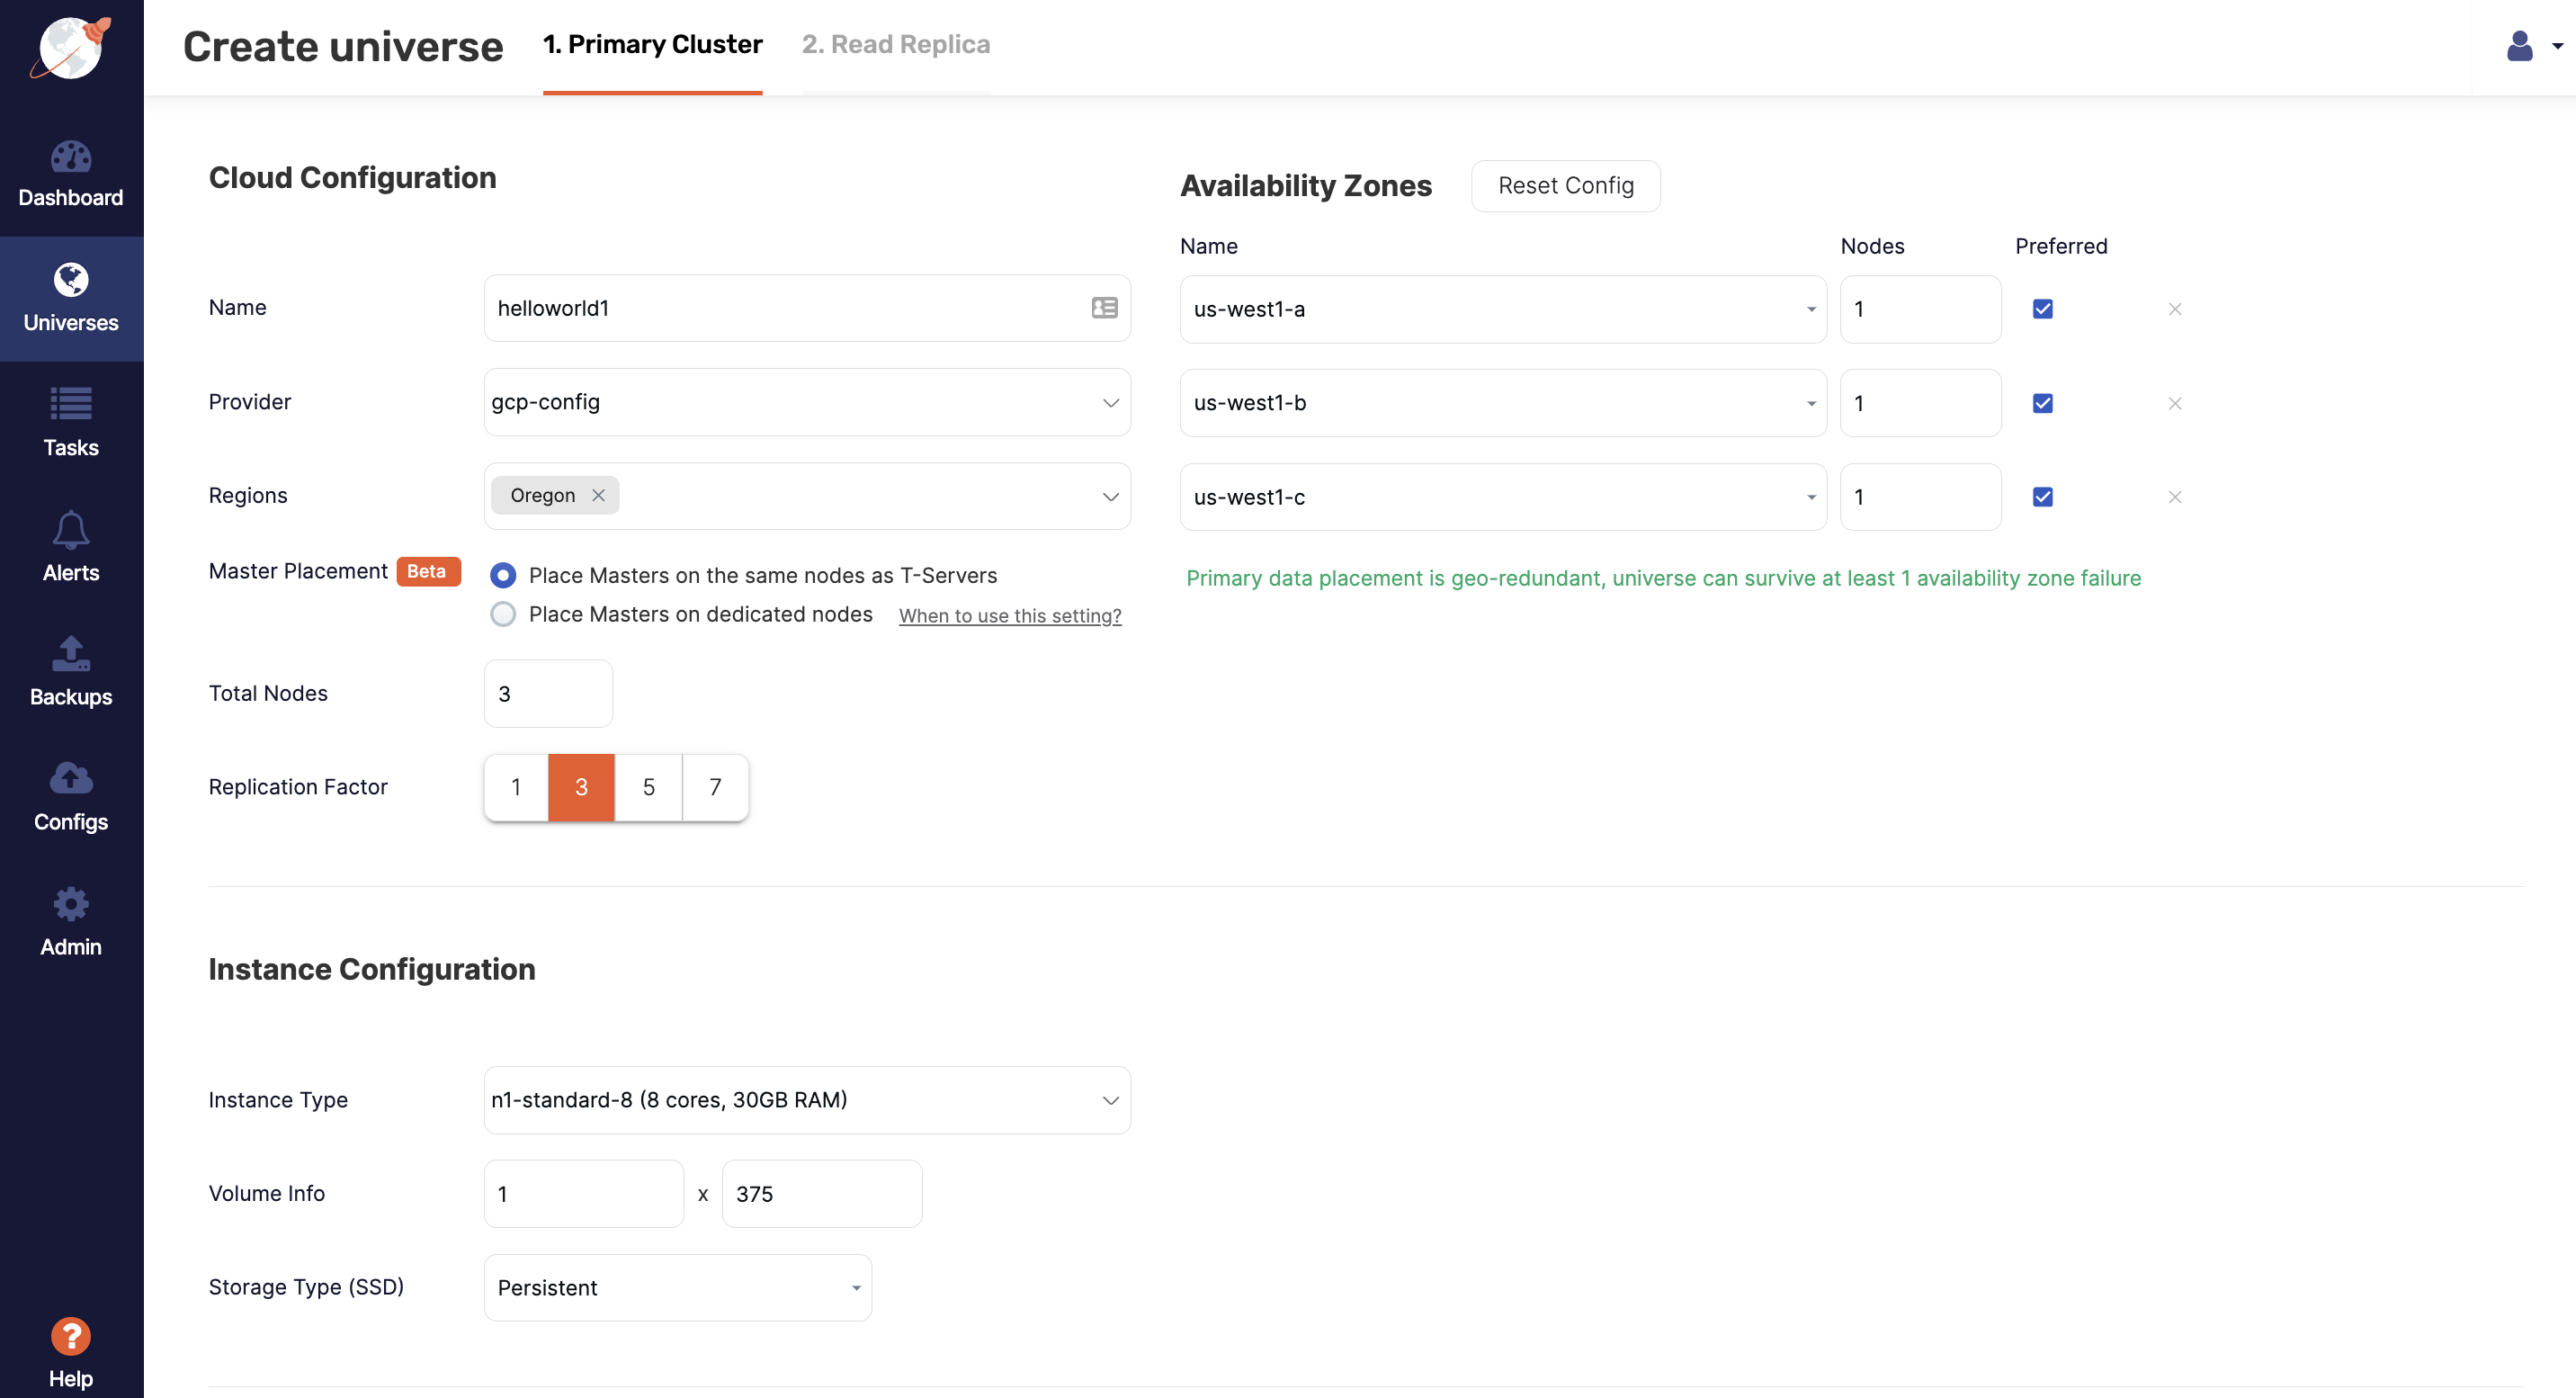 Create universe
1. Primary Cluster
2. Read Replica
Dashboard
Universes
Tasks
Alerts
Backups
Configs
Admin
? Help
Cloud Configuration
Name
helloworld1
Provider
gcp-config
Regions
Oregon
Master Placement Beta
Place Masters on the same nodes as T-Servers
Place Masters on dedicated nodes When to use this setting?
Total Nodes
3
Replication Factor
1 3 5 7
Availability Zones
Reset Config
Name Nodes Preferred
us-west1-a 1
us-west1-b 1
us-west1-c 1
Primary data placement is geo-redundant, universe can survive at least 1 availability zone failure
Instance Configuration
Instance Type
n1-standard-8 (8 cores, 30GB RAM)
Volume Info
1 x 375
Storage Type (SSD)
Persistent